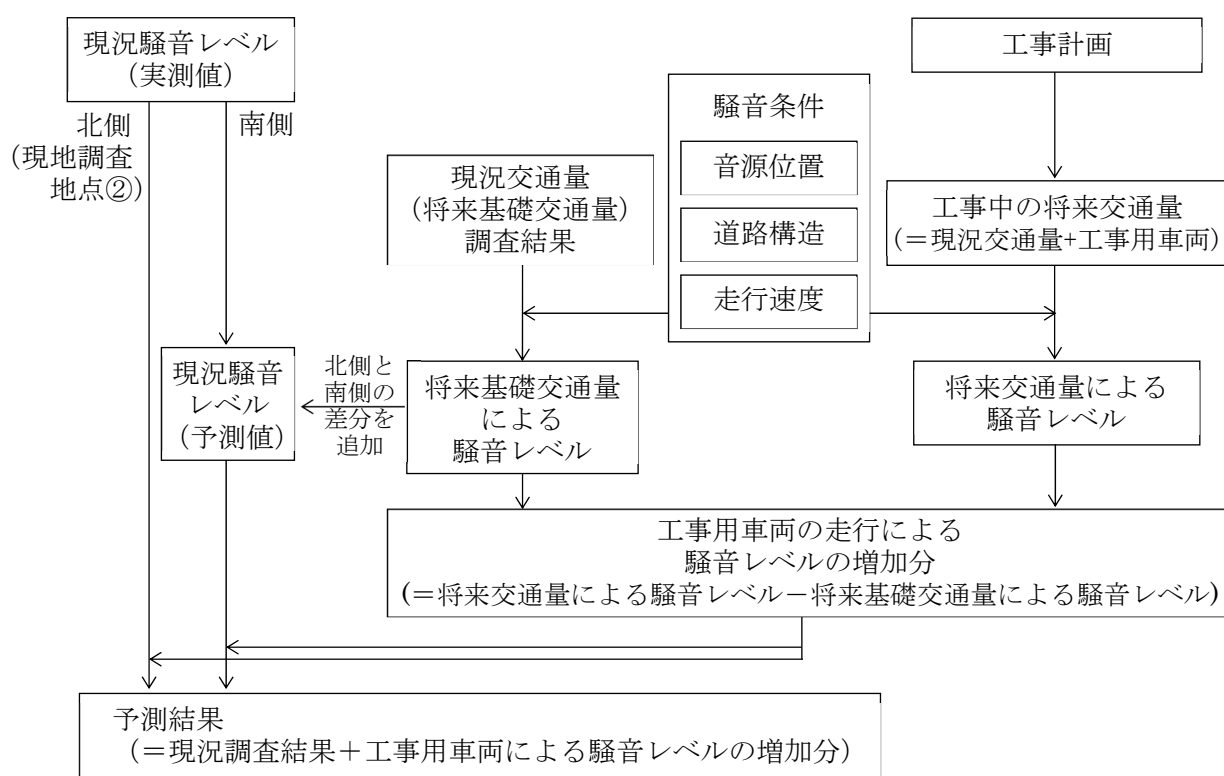 現況騒音レベル
（実測値）
工事計画
北側
（現地調査
地点②）
南側
騒音条件
音源位置
道路構造
走行速度
現況交通量
（将来基礎交通量）
調査結果
工事中の将来交通量
（＝現況交通量+工事用車両）
現況騒音
レベル
（予測値）
北側と
南側の
差分を
追加
将来基礎交通量
による
騒音レベル
将来交通量による
騒音レベル
工事用車両の走行による
騒音レベルの増加分
（＝将来交通量による騒音レベル－将来基礎交通量による騒音レベル）
予測結果
（＝現況調査結果＋工事用車両による騒音レベルの増加分）